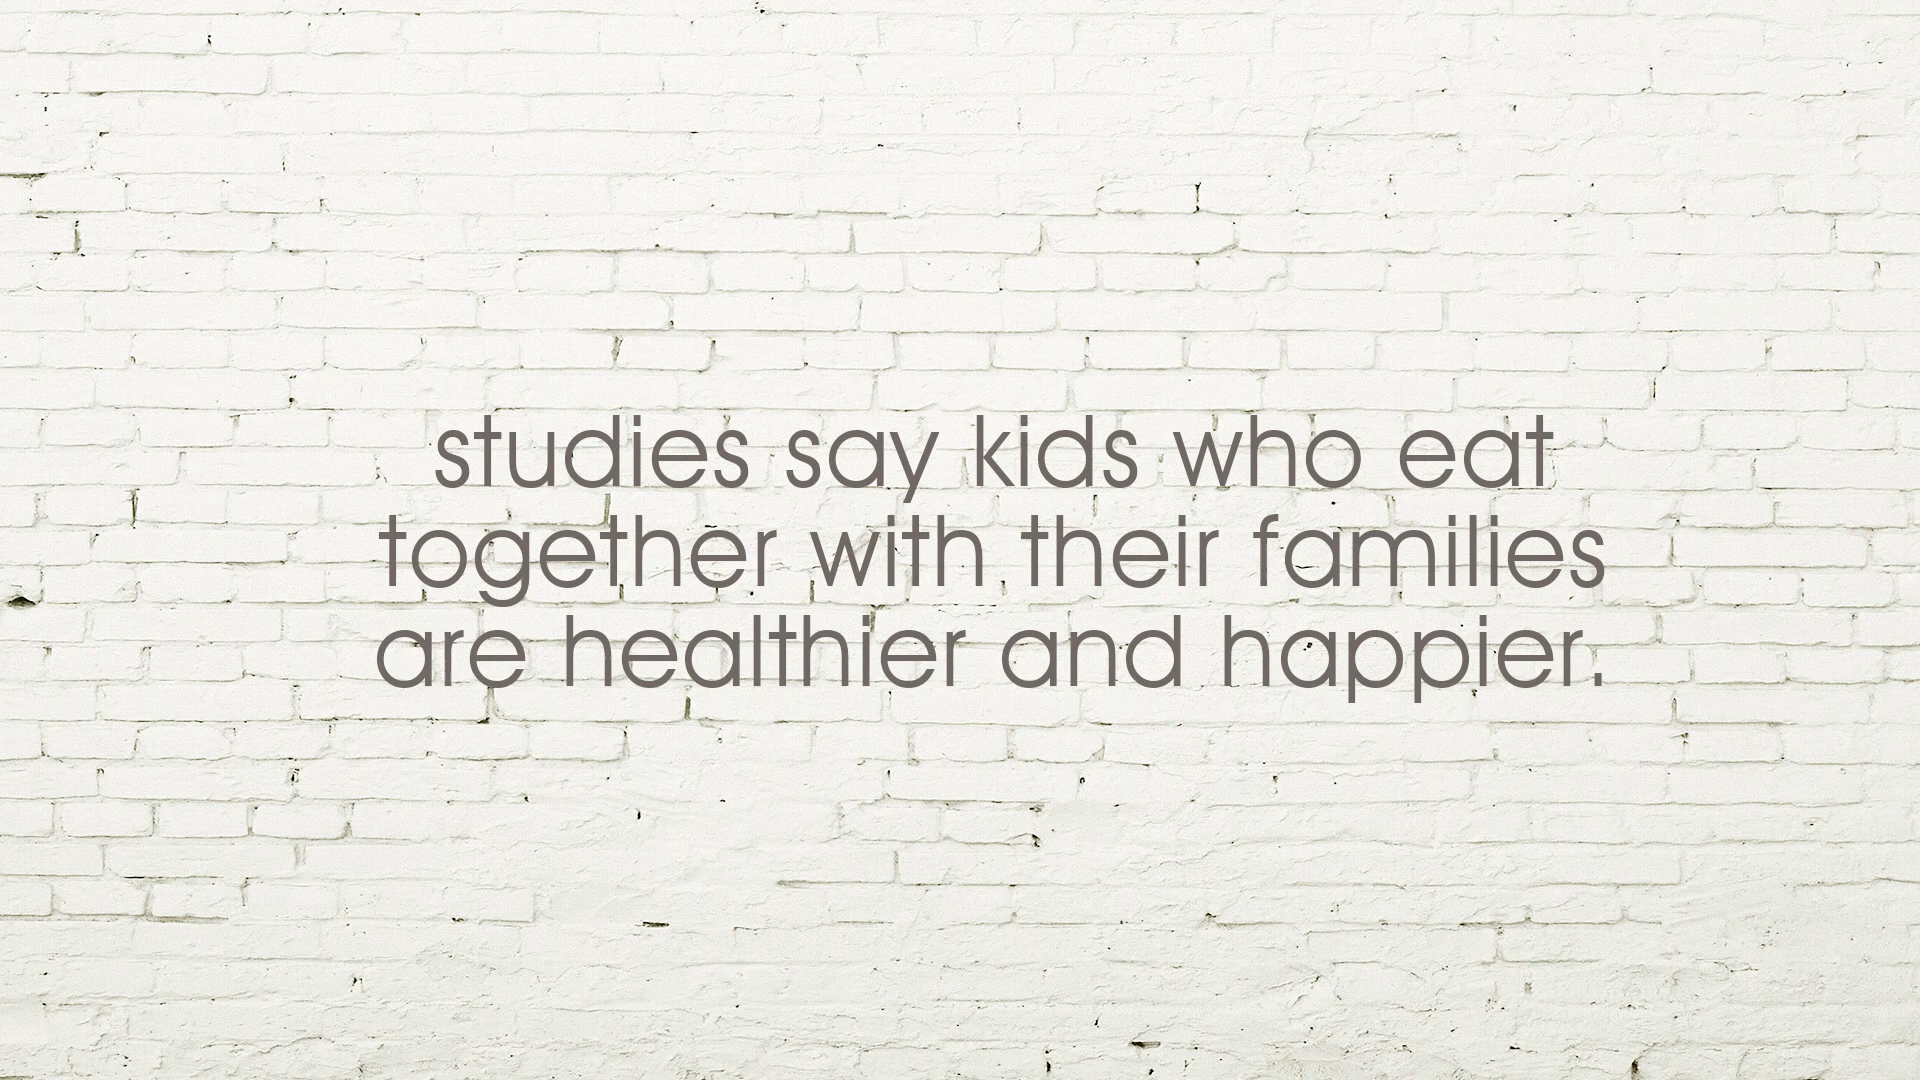 studies say kids who eat
together with their families
are healthier and happier.